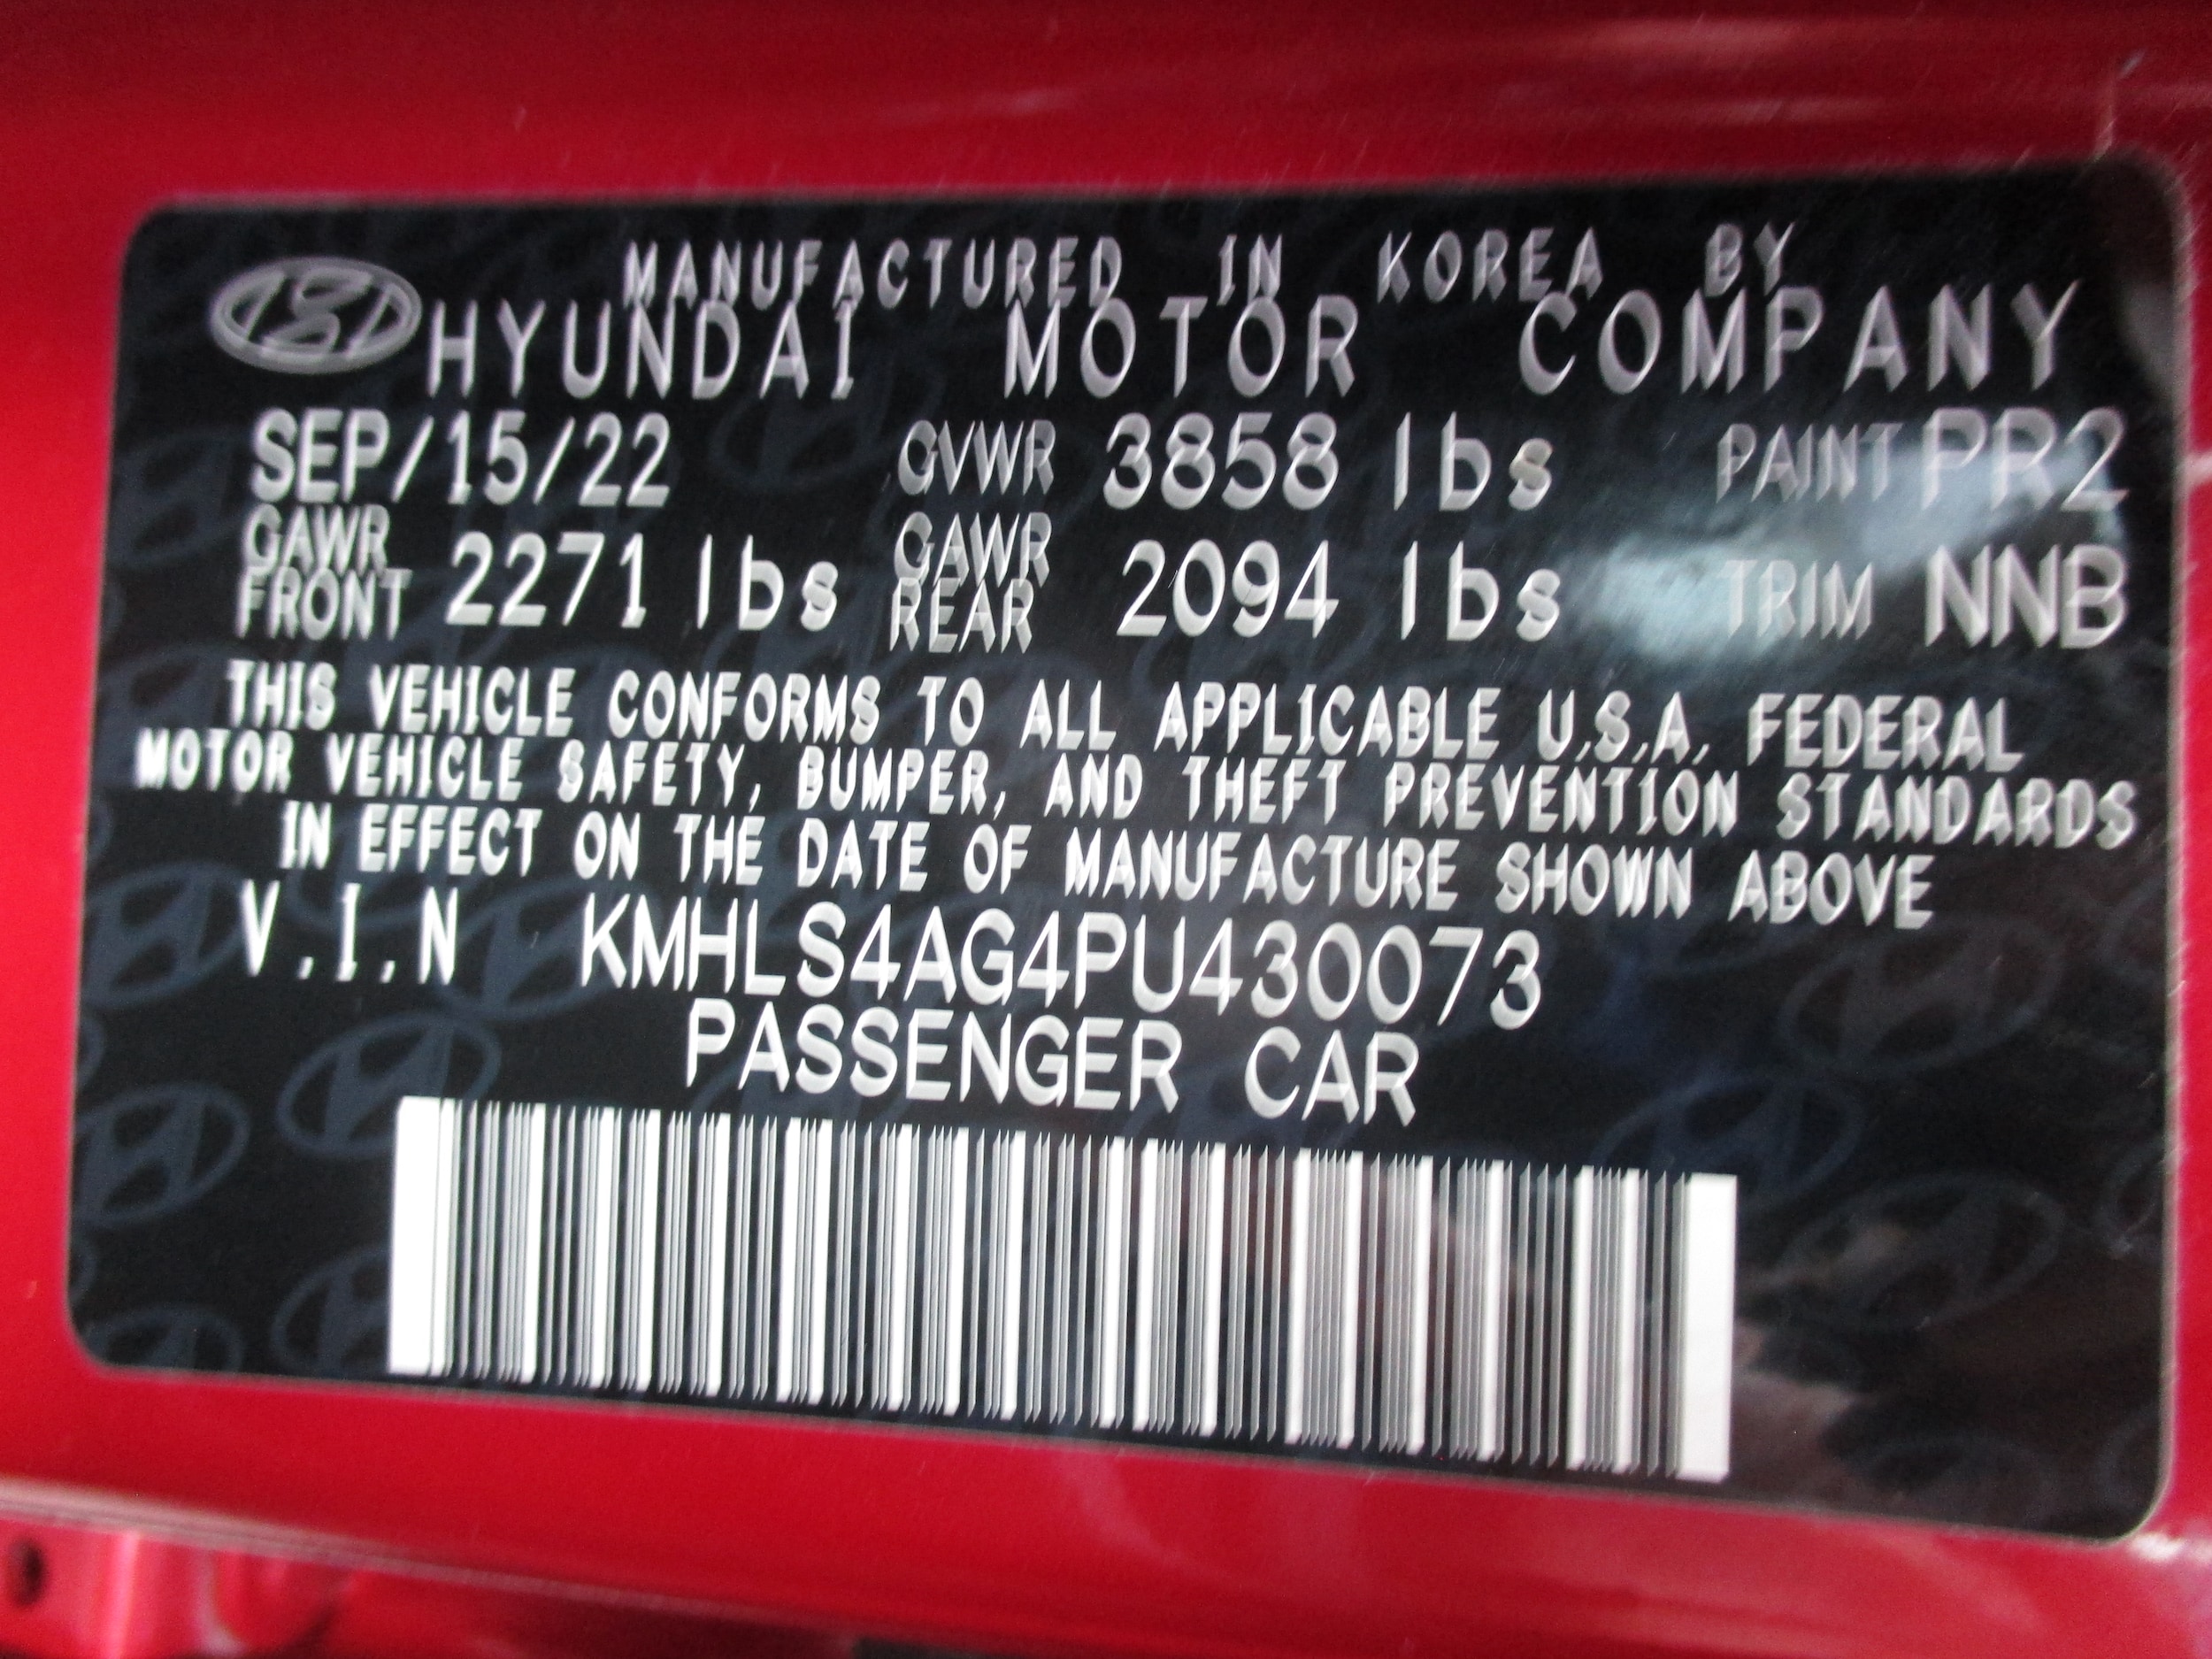 MANUFACTURED IN KOREA BY
HYUNDAI MOTOR COMPANY
SEP/15/22 GVWR 3858 lbs PAINT PR2
GAWR FRONT 2271 lbs GAWR REAR 2094 lbs TRIM NNB
THIS VEHICLE CONFORMS TO ALL APPLICABLE U.S.A. FEDERAL
MOTOR VEHICLE SAFETY, BUMPER, AND THEFT PREVENTION STANDARDS
IN EFFECT ON THE DATE OF MANUFACTURE SHOWN ABOVE
V.I.N KMHLS4AG4PU430073
PASSENGER CAR